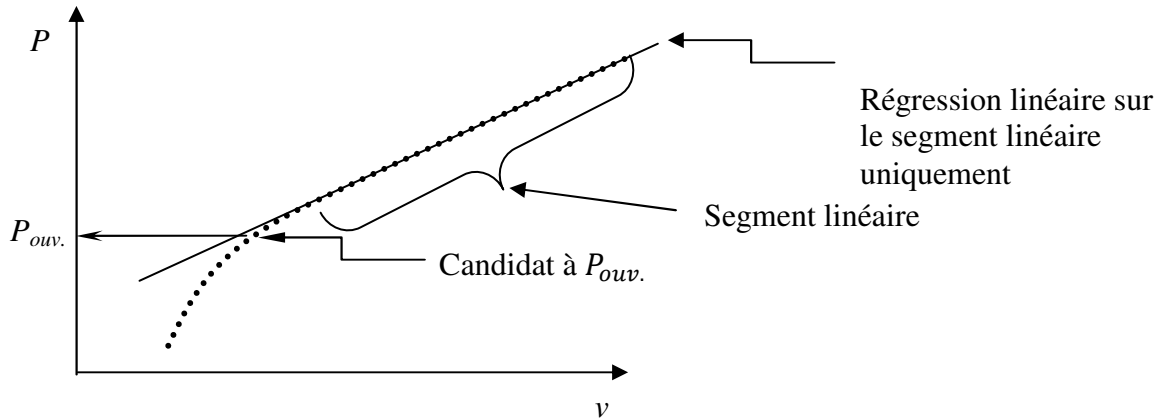 P
Régression linéaire sur
le segment linéaire
uniquement
Segment linéaire
P_ouv.
Candidat à P_ouv.
v